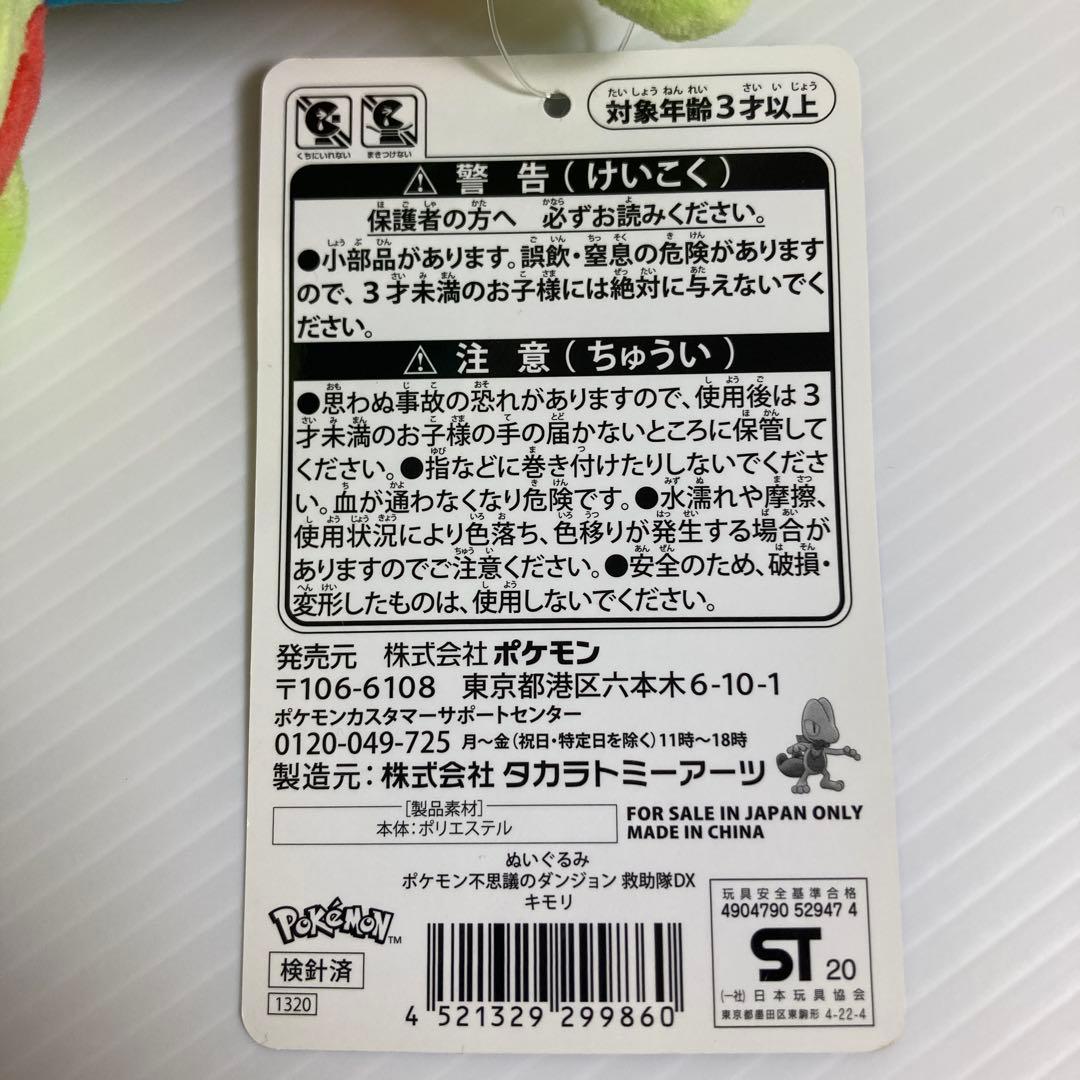 対象年齢3才以上
たいしょうねんれい さいいじょう
くちにいれない まきつけない
⚠ 警 告 ( けいこく )
保護者の方へ 必ずお読みください。
●小部品があります。誤飲・窒息の危険があります
ので、3才未満のお子様には絶対に与えないでく
ださい。
⚠ 注 意 ( ちゅうい )
●思わぬ事故の恐れがありますので、使用後は3
才未満のお子様の手の届かないところに保管して
ください。●指などに巻き付けたりしないでくださ
い。血が通わなくなり危険です。●水濡れや摩擦、
使用状況により色落ち、色移りが発生する場合が
ありますのでご注意ください。●安全のため、破損・
変形したものは、使用しないでください。
発売元 株式会社 ポケモン
〒106-6108 東京都港区六本木6-10-1
ポケモンカスタマーサポートセンター
0120-049-725 月〜金(祝日・特定日を除く)11時〜18時
製造元:株式会社 タカラトミーアーツ
[製品素材]
本体:ポリエステル
FOR SALE IN JAPAN ONLY
MADE IN CHINA
ぬいぐるみ
ポケモン不思議のダンジョン 救助隊DX
キモリ
POKéMON™
検針済
1320
4 521329 299860
玩具安全基準合格
4904790 52947 4
ST 20
(一社) 日本玩具協会
東京都墨田区東駒形 4-22-4